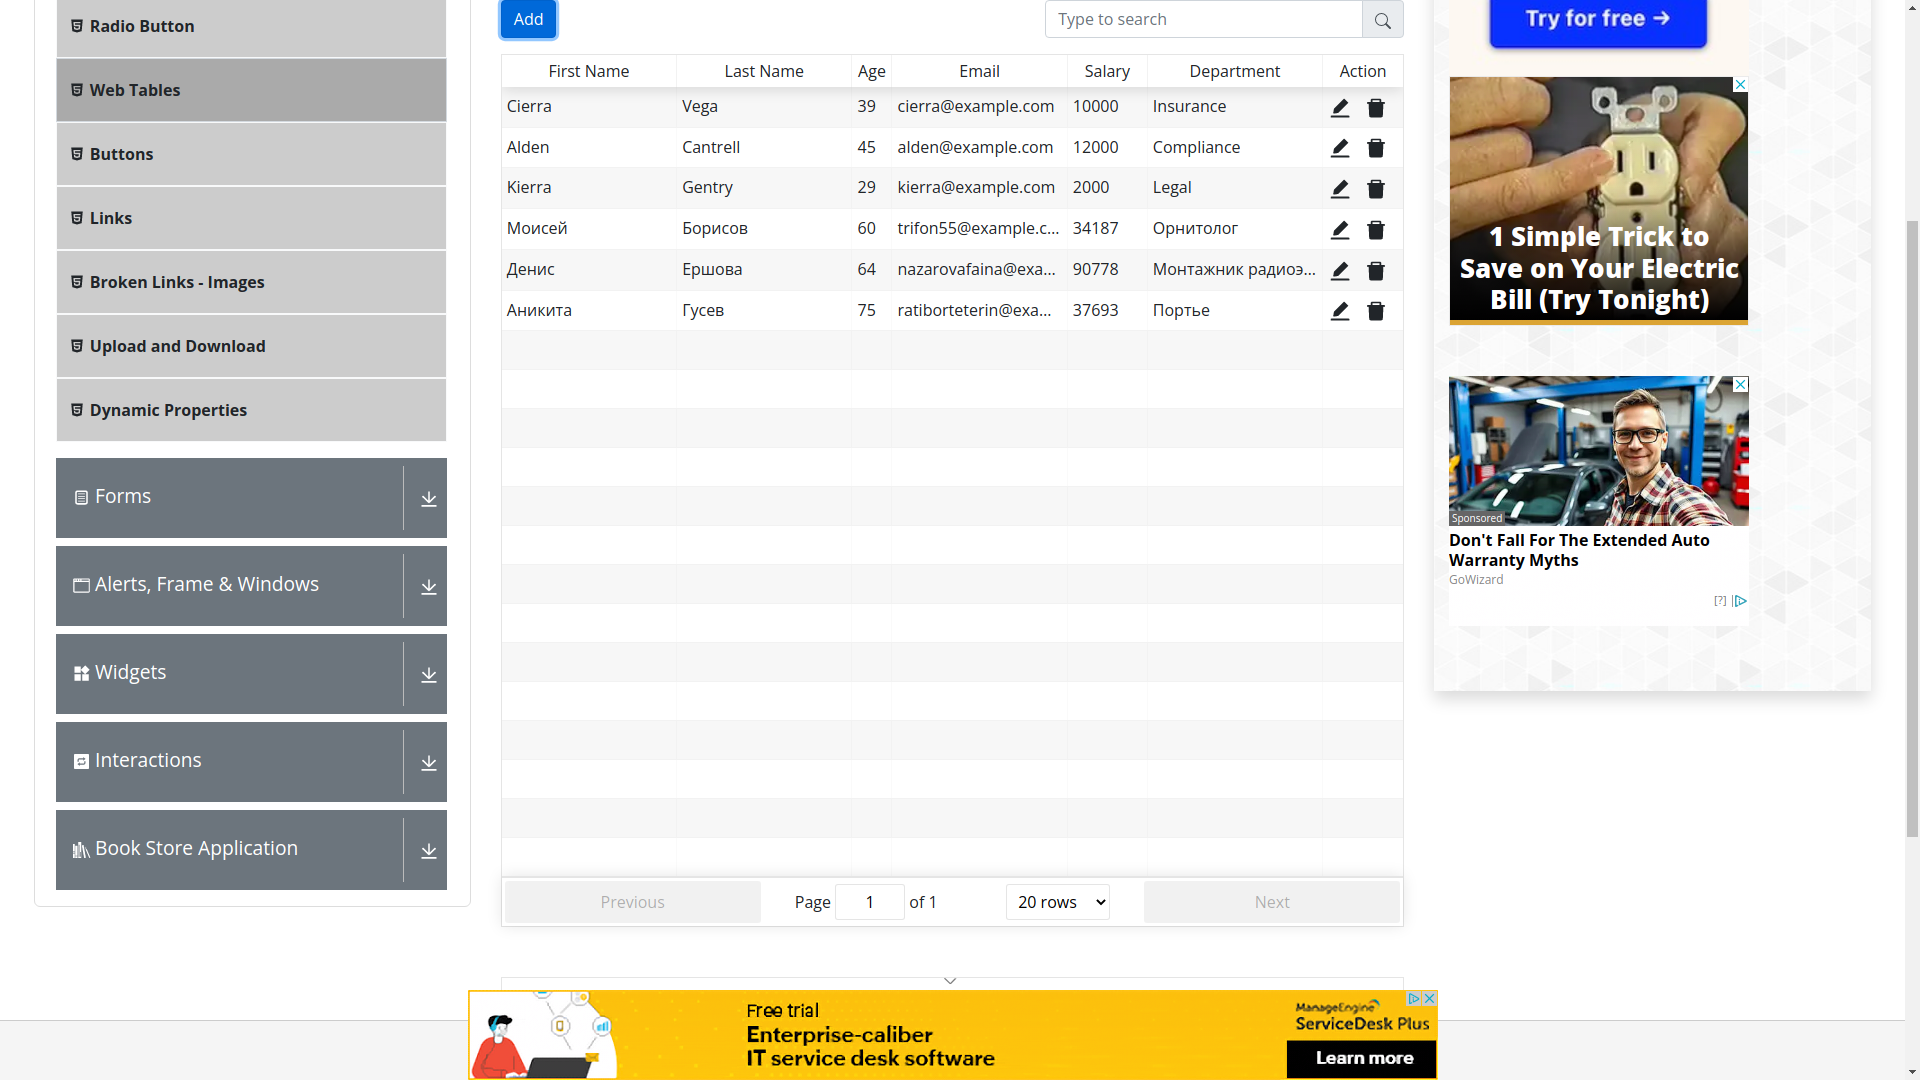 Radio Button
Web Tables
Buttons
Links
Broken Links - Images
Upload and Download
Dynamic Properties
Forms
Alerts, Frame & Windows
Widgets
Interactions
Book Store Application
Add
Type to search
First Name Last Name Age Email Salary Department Action
Cierra Vega 39 cierra@example.com 10000 Insurance
Alden Cantrell 45 alden@example.com 12000 Compliance
Kierra Gentry 29 kierra@example.com 2000 Legal
Моисей Борисов 60 trifon55@example.c... 34187 Орнитолог
Денис Ершова 64 nazarovafaina@exa... 90778 Монтажник радиоэ...
Аникита Гусев 75 ratiborteterin@exa... 37693 Портье
Previous Page 1 of 1 20 rows Next
Try for free →
1 Simple Trick to
Save on Your Electric
Bill (Try Tonight)
Sponsored
Don't Fall For The Extended Auto
Warranty Myths
GoWizard
[?]
Free trial
Enterprise-caliber
IT service desk software
ManageEngine
ServiceDesk Plus
Learn more